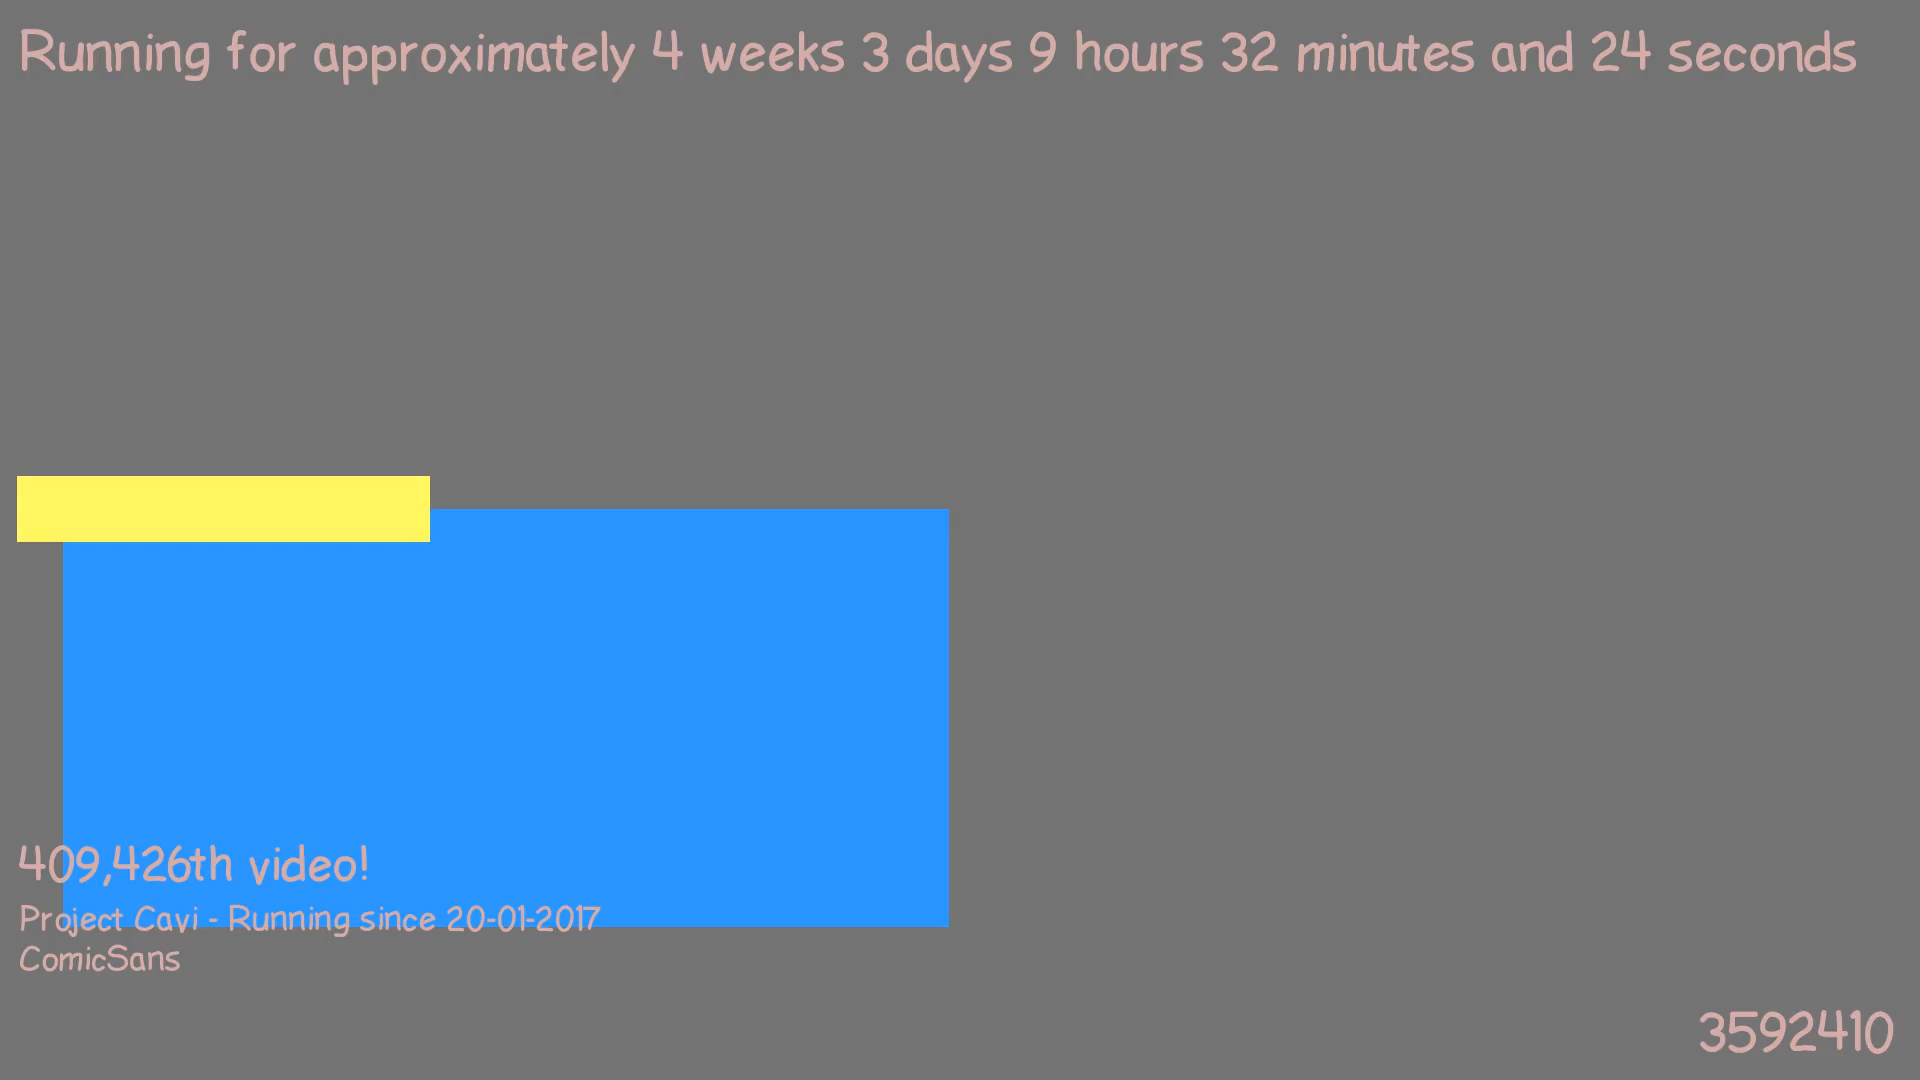 Running for approximately 4 weeks 3 days 9 hours 32 minutes and 24 seconds
409,426th video!
Project Cavi - Running since 20-01-2017
ComicSans
3592410